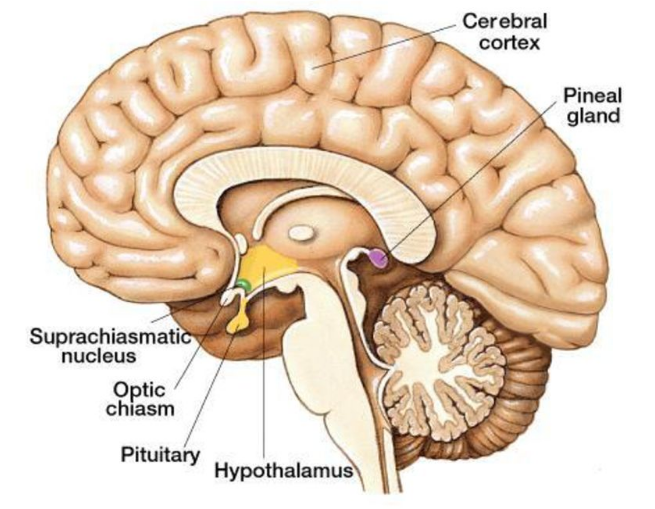 Cerebral
cortex
Pineal
gland
Suprachiasmatic
nucleus
Optic
chiasm
Pituitary
Hypothalamus